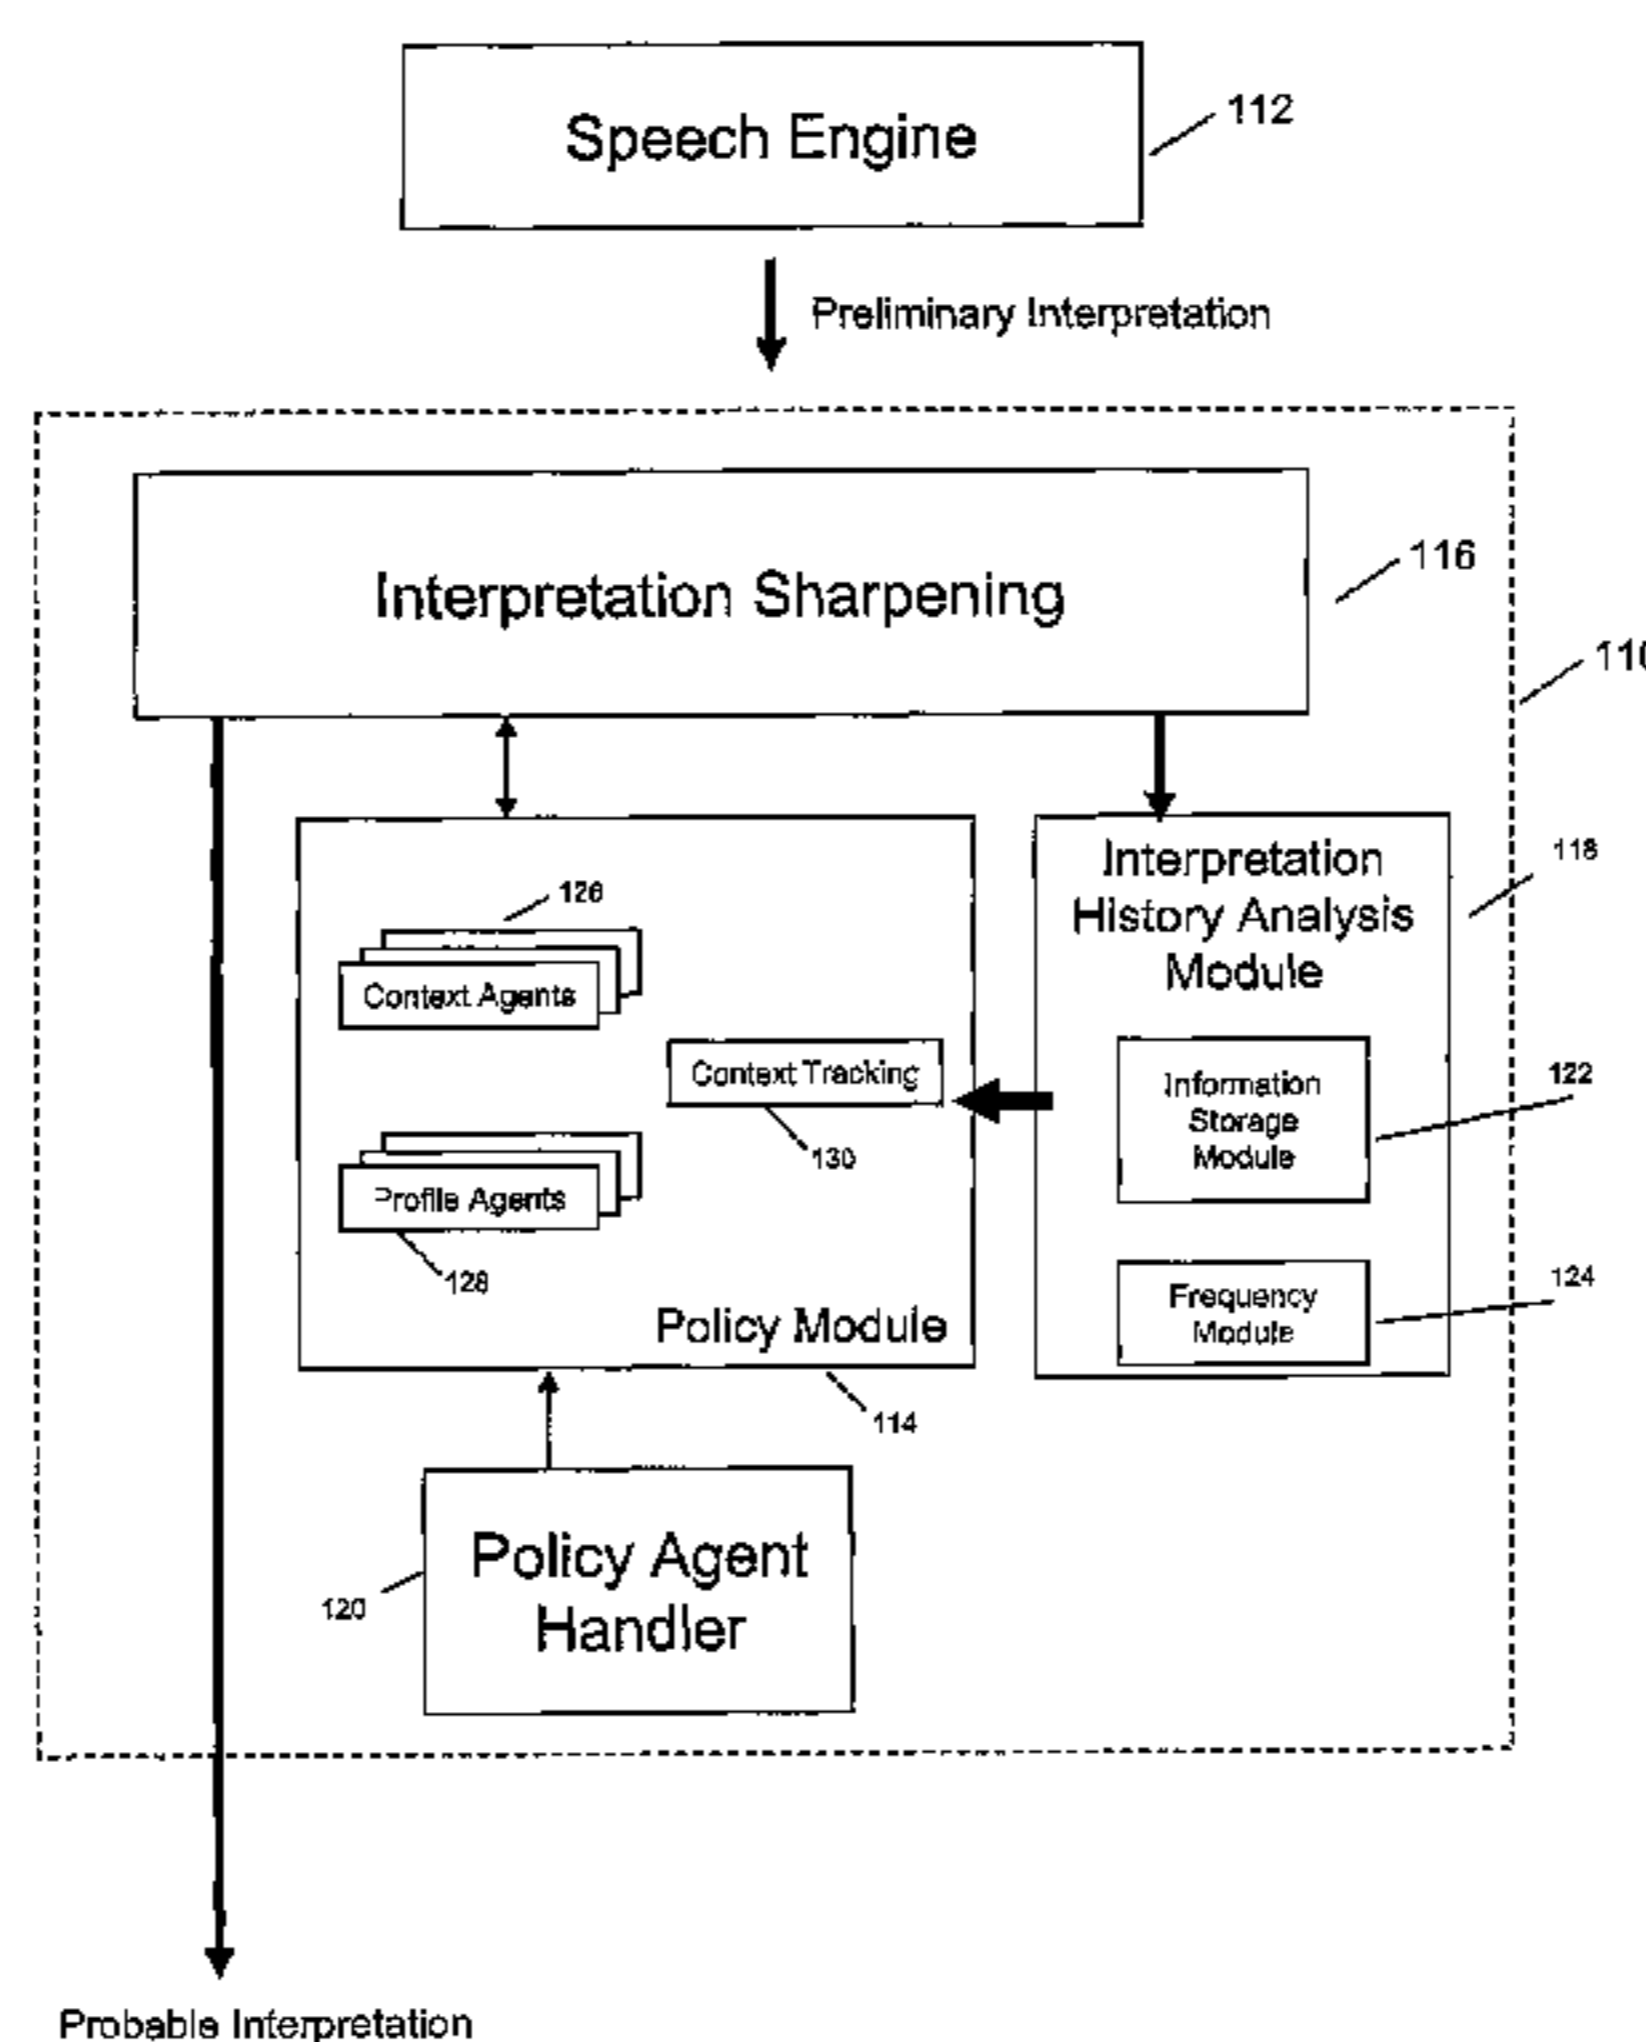 Speech Engine
112
Preliminary Interpretation
Interpretation Sharpening
116
110
Interpretation
History Analysis
Module
118
126
Context Agents
Context Tracking
130
Information
Storage
Module
122
Profile Agents
128
Frequency
Module
124
Policy Module
114
Policy Agent
Handler
120
Probable Interpretation